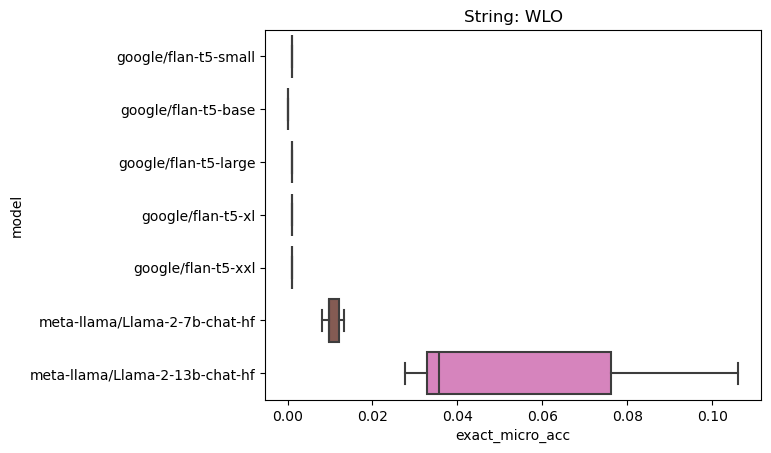 String: WLO
google/flan-t5-small
google/flan-t5-base
google/flan-t5-large
google/flan-t5-xl
google/flan-t5-xxl
meta-llama/Llama-2-7b-chat-hf
meta-llama/Llama-2-13b-chat-hf
model
0.00 0.02 0.04 0.06 0.08 0.10
exact_micro_acc